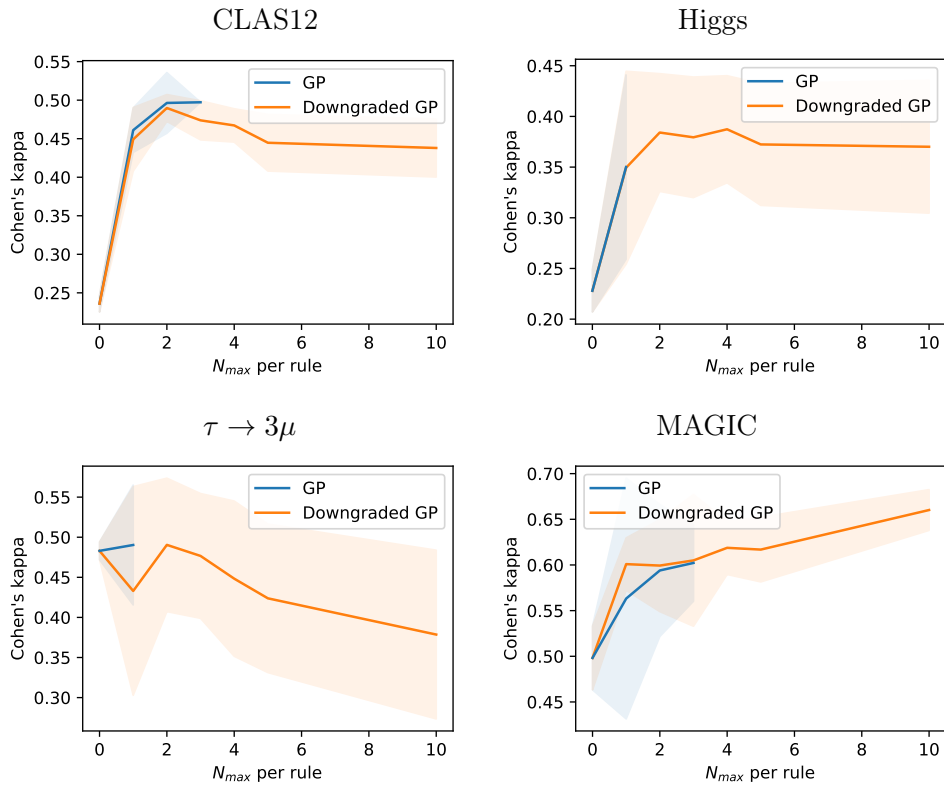 CLAS12
0.55
0.50
0.45
0.40
0.35
0.30
0.25
Cohen's kappa
GP
Downgraded GP
0 2 4 6 8 10
N_max per rule
Higgs
0.45
0.40
0.35
0.30
0.25
0.20
Cohen's kappa
GP
Downgraded GP
0 2 4 6 8 10
N_max per rule
τ → 3μ
0.55
0.50
0.45
0.40
0.35
0.30
Cohen's kappa
GP
Downgraded GP
0 2 4 6 8 10
N_max per rule
MAGIC
0.70
0.65
0.60
0.55
0.50
0.45
Cohen's kappa
GP
Downgraded GP
0 2 4 6 8 10
N_max per rule